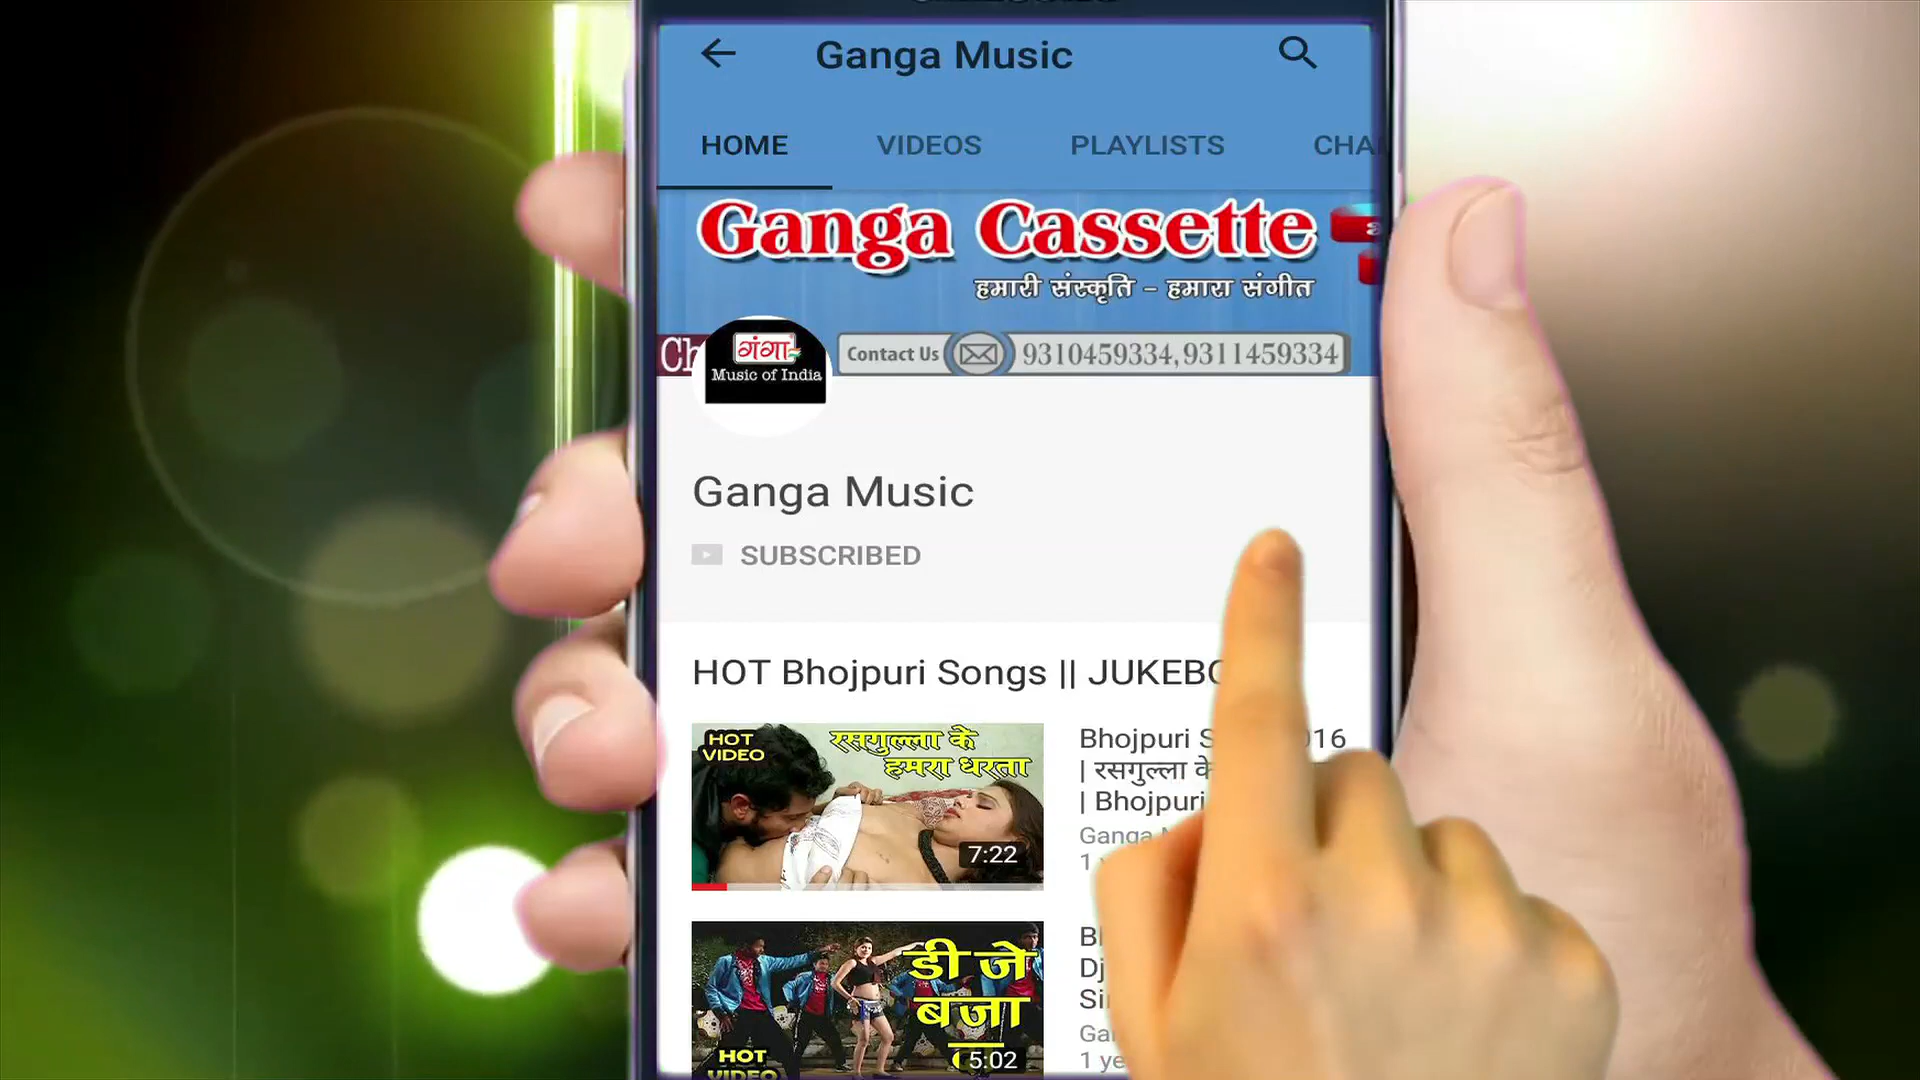 Ganga Music
HOME VIDEOS PLAYLISTS
Ganga Cassette
हमारी संस्कृति - हमारा संगीत
गंगा
Music of India
Contact Us 9310459334,9311459334
Ganga Music
SUBSCRIBED
HOT Bhojpuri Songs ||
HOT
VIDEO
रसगुल्ला के
हमरा धरता
7:22
Bhojpuri
| रसगुल्ला के
| Bhojpuri
डी जे
बजा
HOT
VIDEO
5:02